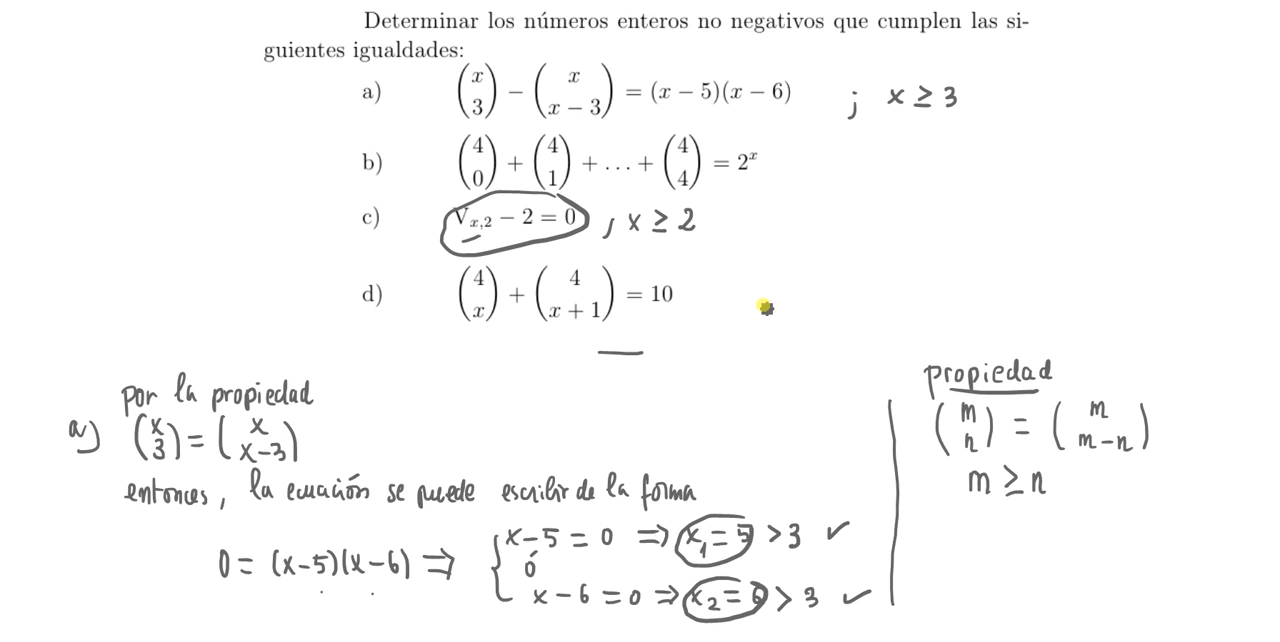 Determinar los números enteros no negativos que cumplen las si-
guientes igualdades:
a) (x 3) − (x x − 3) = (x − 5)(x − 6) ; x ≥ 3
b) (4 0) + (4 1) + ... + (4 4) = 2^x
c) V_{x,2} − 2 = 0 ; x ≥ 2
d) (4 x) + (4 x + 1) = 10
por la propiedad
a) (x 3) = (x x−3)
entonces, la ecuación se puede escribir de la forma
0 = (x−5)(x−6) ⇒ { x−5 = 0 ⇒ x₁ = 5 > 3 ✓
ó
x − 6 = 0 ⇒ x₂ = 6 > 3 ✓
propiedad
(m n) = (m m−n)
m ≥ n